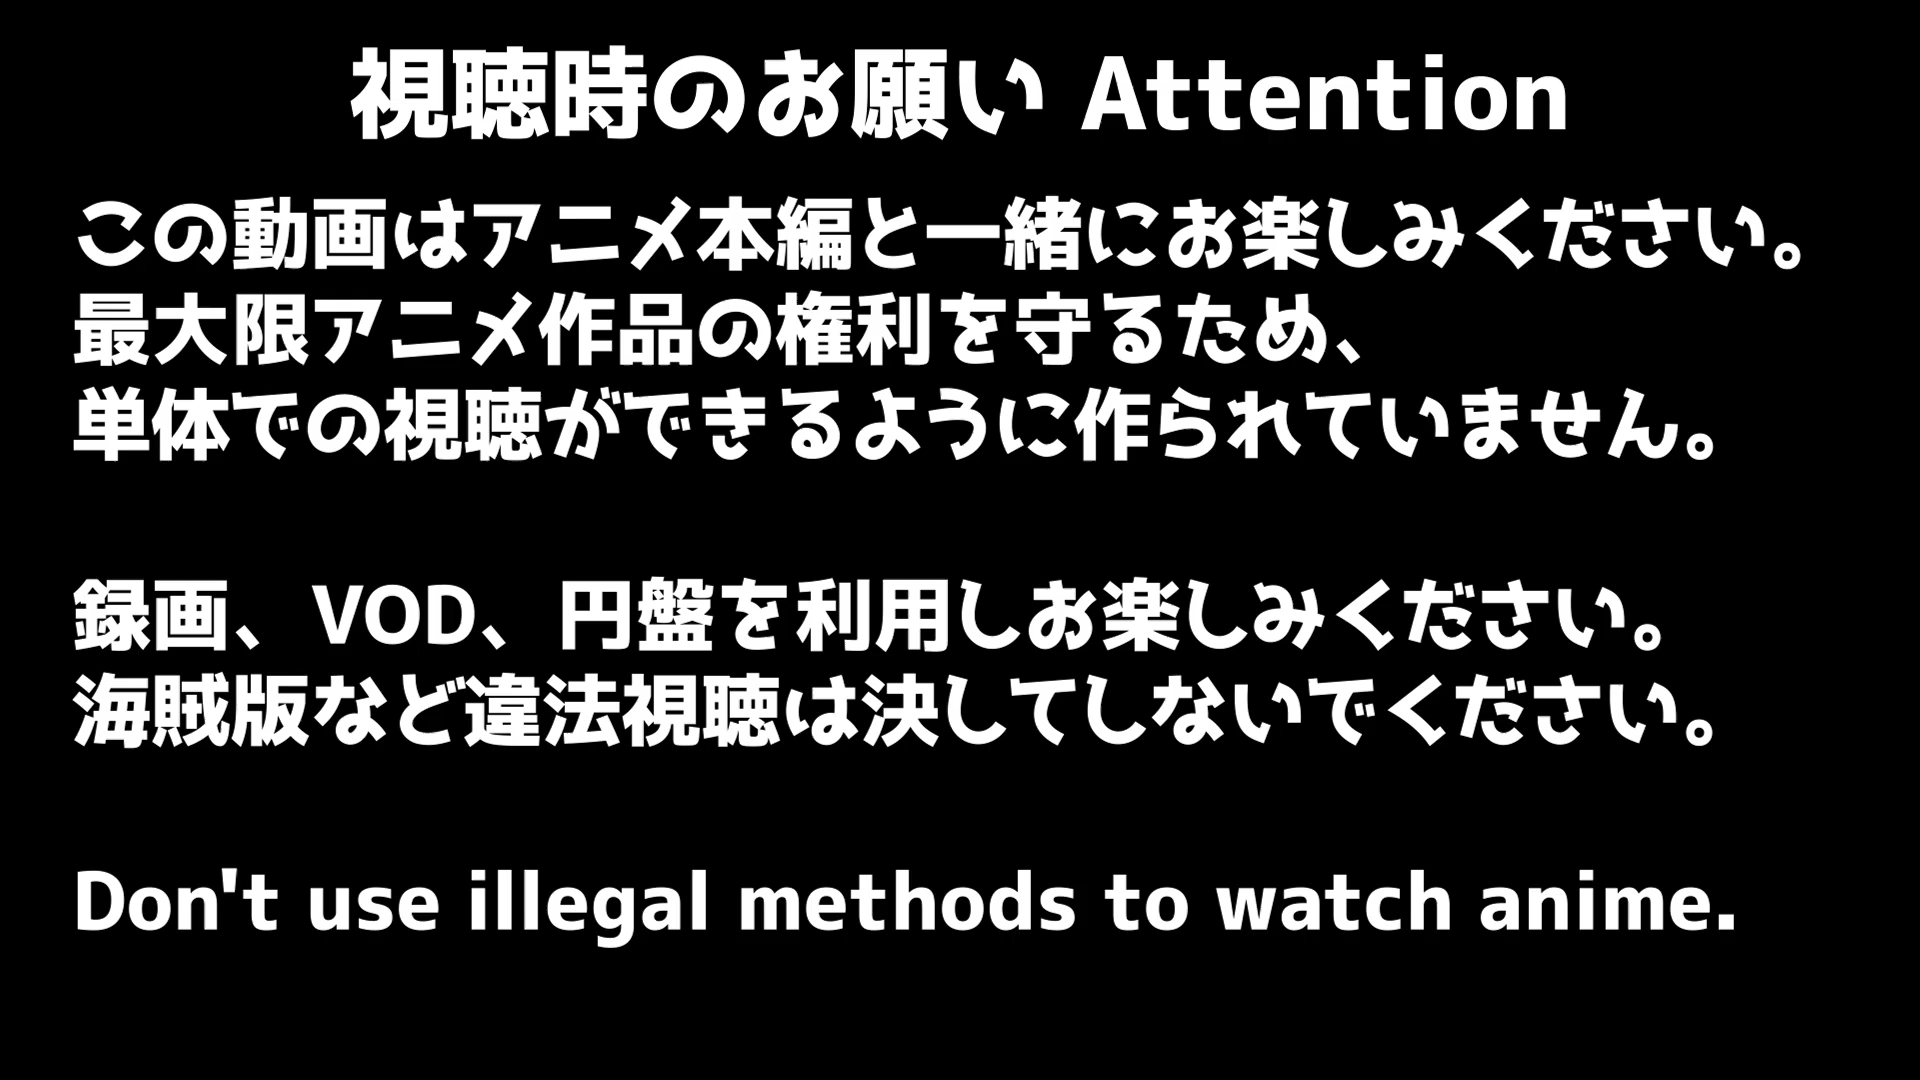 視聴時のお願い Attention
この動画はアニメ本編と一緒にお楽しみください。
最大限アニメ作品の権利を守るため、
単体での視聴ができるように作られていません。
録画、VOD、円盤を利用しお楽しみください。
海賊版など違法視聴は決してしないでください。
Don't use illegal methods to watch anime.